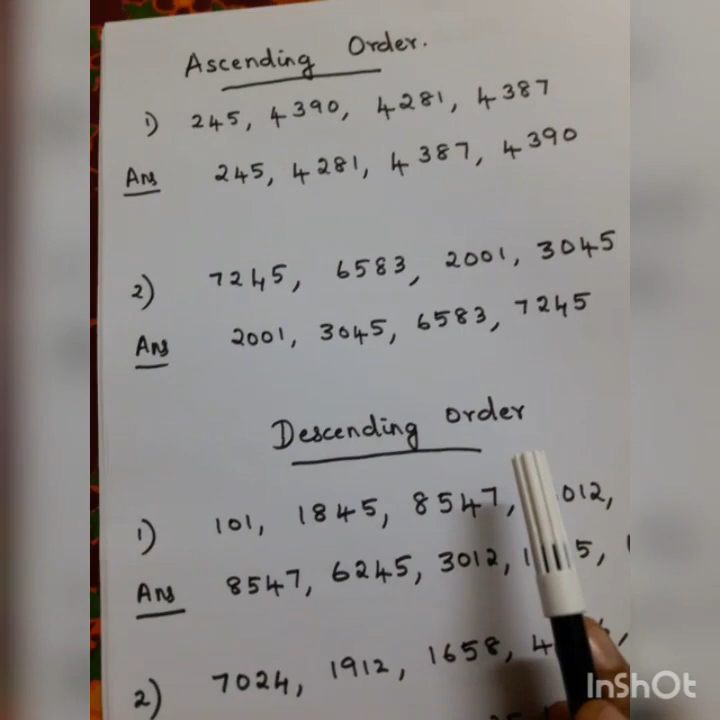 Ascending Order.
1) 245, 4390, 4281, 4387
Ans 245, 4281, 4387, 4390
2) 7245, 6583, 2001, 3045
Ans 2001, 3045, 6583, 7245
Descending order
1) 101, 1845, 8547, 012,
Ans 8547, 6245, 3012,
2) 7024, 1912, 1658,
InShOt